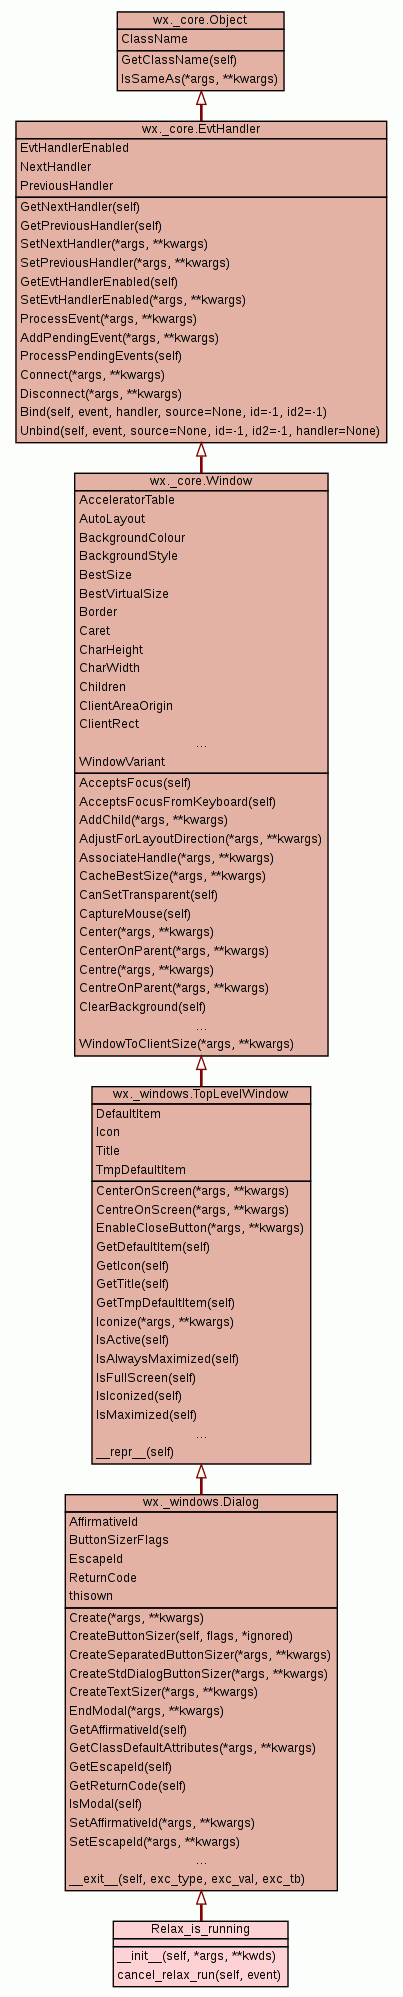 wx._core.Object
ClassName
GetClassName(self)
IsSameAs(*args, **kwargs)
wx._core.EvtHandler
EvtHandlerEnabled
NextHandler
PreviousHandler
GetNextHandler(self)
GetPreviousHandler(self)
SetNextHandler(*args, **kwargs)
SetPreviousHandler(*args, **kwargs)
GetEvtHandlerEnabled(self)
SetEvtHandlerEnabled(*args, **kwargs)
ProcessEvent(*args, **kwargs)
AddPendingEvent(*args, **kwargs)
ProcessPendingEvents(self)
Connect(*args, **kwargs)
Disconnect(*args, **kwargs)
Bind(self, event, handler, source=None, id=-1, id2=-1)
Unbind(self, event, source=None, id=-1, id2=-1, handler=None)
wx._core.Window
AcceleratorTable
AutoLayout
BackgroundColour
BackgroundStyle
BestSize
BestVirtualSize
Border
Caret
CharHeight
CharWidth
Children
ClientAreaOrigin
ClientRect
...
WindowVariant
AcceptsFocus(self)
AcceptsFocusFromKeyboard(self)
AddChild(*args, **kwargs)
AdjustForLayoutDirection(*args, **kwargs)
AssociateHandle(*args, **kwargs)
CacheBestSize(*args, **kwargs)
CanSetTransparent(self)
CaptureMouse(self)
Center(*args, **kwargs)
CenterOnParent(*args, **kwargs)
Centre(*args, **kwargs)
CentreOnParent(*args, **kwargs)
ClearBackground(self)
...
WindowToClientSize(*args, **kwargs)
wx._windows.TopLevelWindow
DefaultItem
Icon
Title
TmpDefaultItem
CenterOnScreen(*args, **kwargs)
CentreOnScreen(*args, **kwargs)
EnableCloseButton(*args, **kwargs)
GetDefaultItem(self)
GetIcon(self)
GetTitle(self)
GetTmpDefaultItem(self)
Iconize(*args, **kwargs)
IsActive(self)
IsAlwaysMaximized(self)
IsFullScreen(self)
IsIconized(self)
IsMaximized(self)
...
__repr__(self)
wx._windows.Dialog
AffirmativeId
ButtonSizerFlags
EscapeId
ReturnCode
thisown
Create(*args, **kwargs)
CreateButtonSizer(self, flags, *ignored)
CreateSeparatedButtonSizer(*args, **kwargs)
CreateStdDialogButtonSizer(*args, **kwargs)
CreateTextSizer(*args, **kwargs)
EndModal(*args, **kwargs)
GetAffirmativeId(self)
GetClassDefaultAttributes(*args, **kwargs)
GetEscapeId(self)
GetReturnCode(self)
IsModal(self)
SetAffirmativeId(*args, **kwargs)
SetEscapeId(*args, **kwargs)
...
__exit__(self, exc_type, exc_val, exc_tb)
Relax_is_running
__init__(self, *args, **kwds)
cancel_relax_run(self, event)